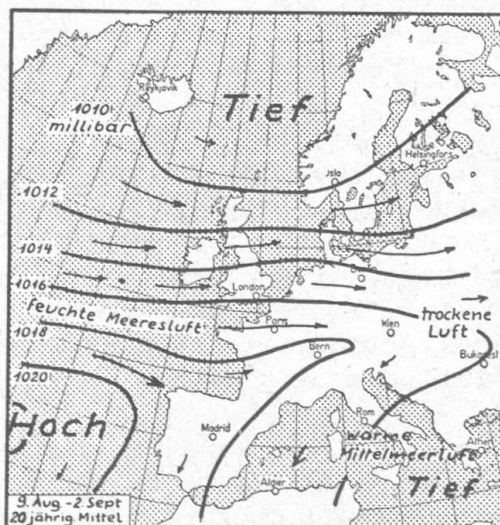 Reykjavik
Tief
1010
millibar
Helsingfors
1012
1014
1016
London
feuchte Meeresluft
Paris
trockene
Luft
1018
Wien
Bern
Bukarest
1020
Hoch
Madrid
Rom
warme
Mittelmeerluft
Athen
Tief
Algier
9. Aug - 2. Sept
20 jährig Mittel